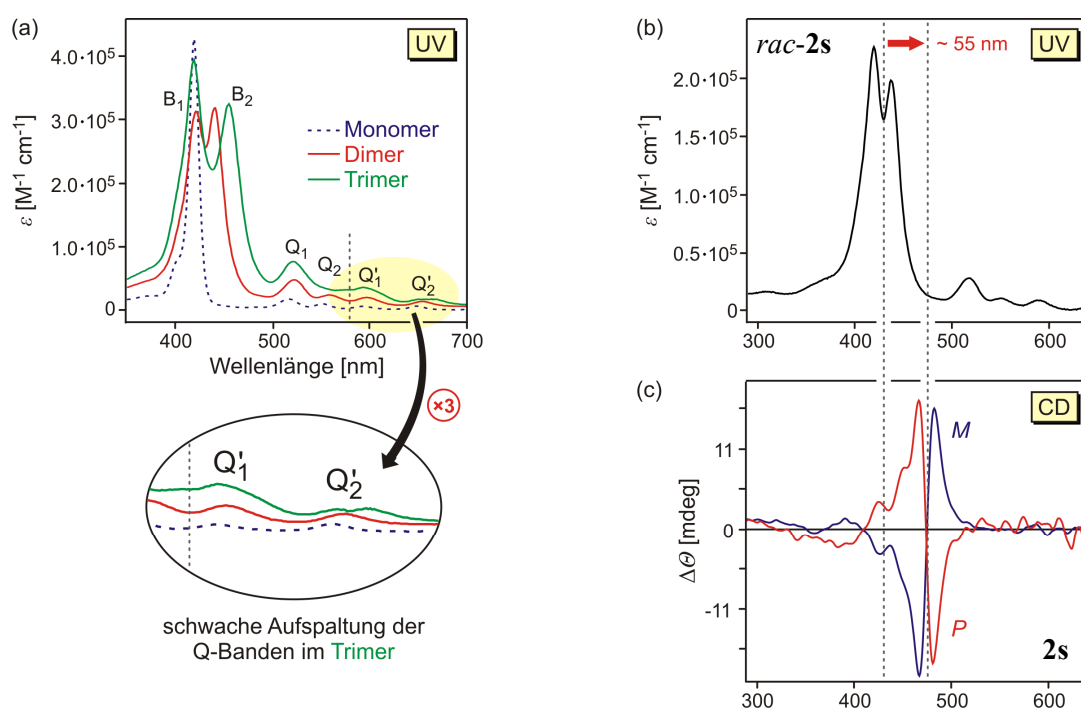 (a)
UV
4.0·10⁵
3.0·10⁵
2.0·10⁵
1.0·10⁵
0
ε [M⁻¹ cm⁻¹]
B₁
B₂
Monomer
Dimer
Trimer
Q₁
Q₂
Q'₁
Q'₂
400
500
600
700
Wellenlänge [nm]
×3
Q'₁
Q'₂
schwache Aufspaltung der
Q-Banden im Trimer
(b)
rac-2s
~ 55 nm
UV
2.0·10⁵
1.5·10⁵
1.0·10⁵
0.5·10⁵
0
ε [M⁻¹ cm⁻¹]
300
400
500
600
(c)
CD
M
11
0
-11
ΔΘ [mdeg]
P
2s
300
400
500
600